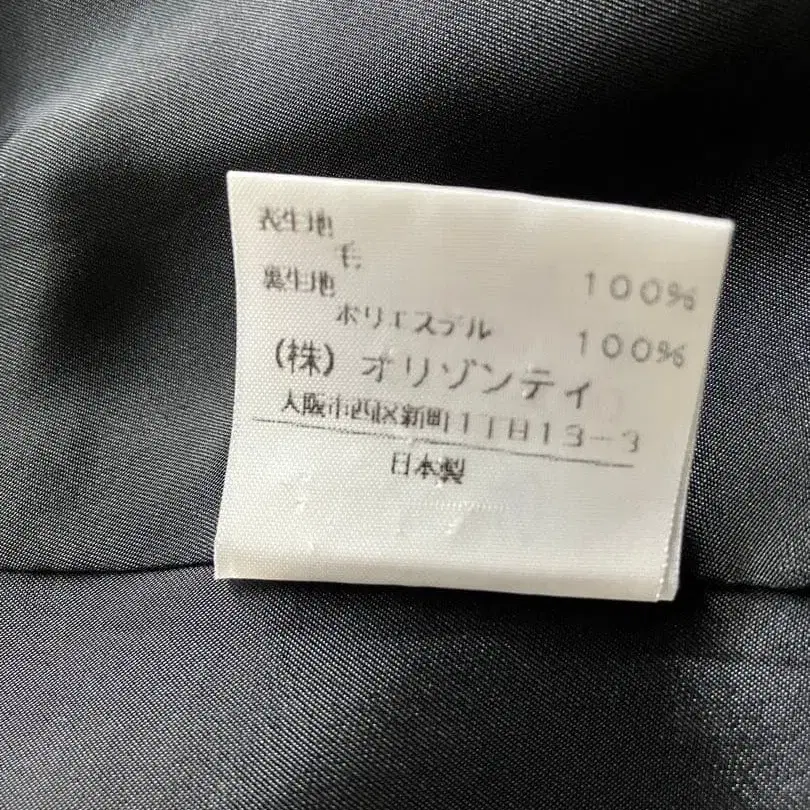 表生地
毛 100%
裏生地
ポリエステル 100%
(株)オリゾンティ
大阪市西区新町1丁目13-3
日本製